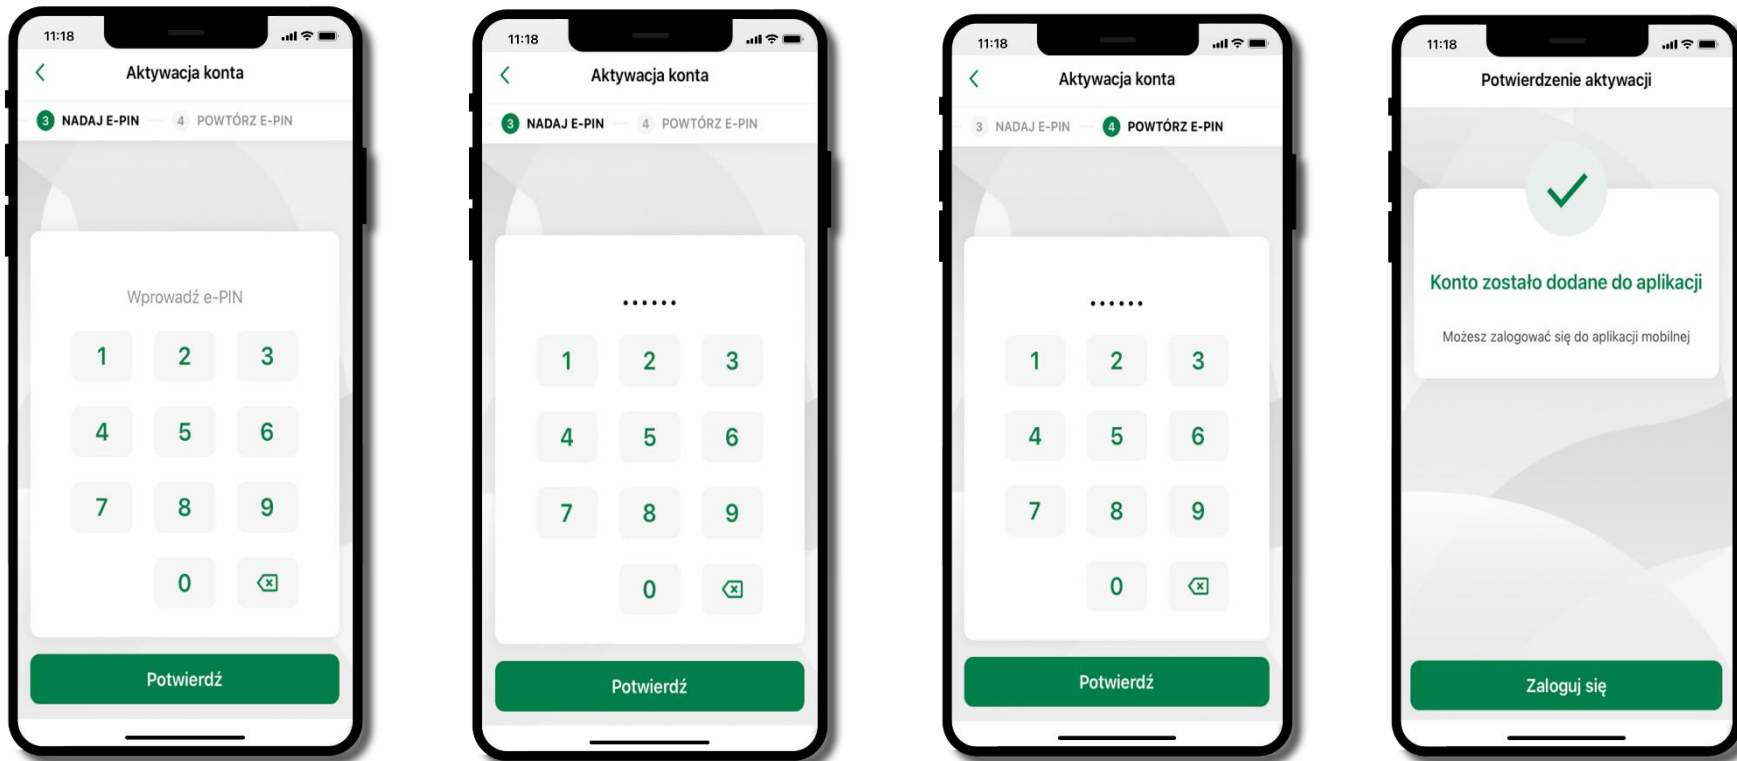 11:18
Aktywacja konta
3 NADAJ E-PIN 4 POWTÓRZ E-PIN
Wprowadź e-PIN
1 2 3
4 5 6
7 8 9
0
Potwierdź
11:18
Aktywacja konta
3 NADAJ E-PIN 4 POWTÓRZ E-PIN
1 2 3
4 5 6
7 8 9
0
Potwierdź
11:18
Aktywacja konta
3 NADAJ E-PIN 4 POWTÓRZ E-PIN
1 2 3
4 5 6
7 8 9
0
Potwierdź
11:18
Potwierdzenie aktywacji
Konto zostało dodane do aplikacji
Możesz zalogować się do aplikacji mobilnej
Zaloguj się